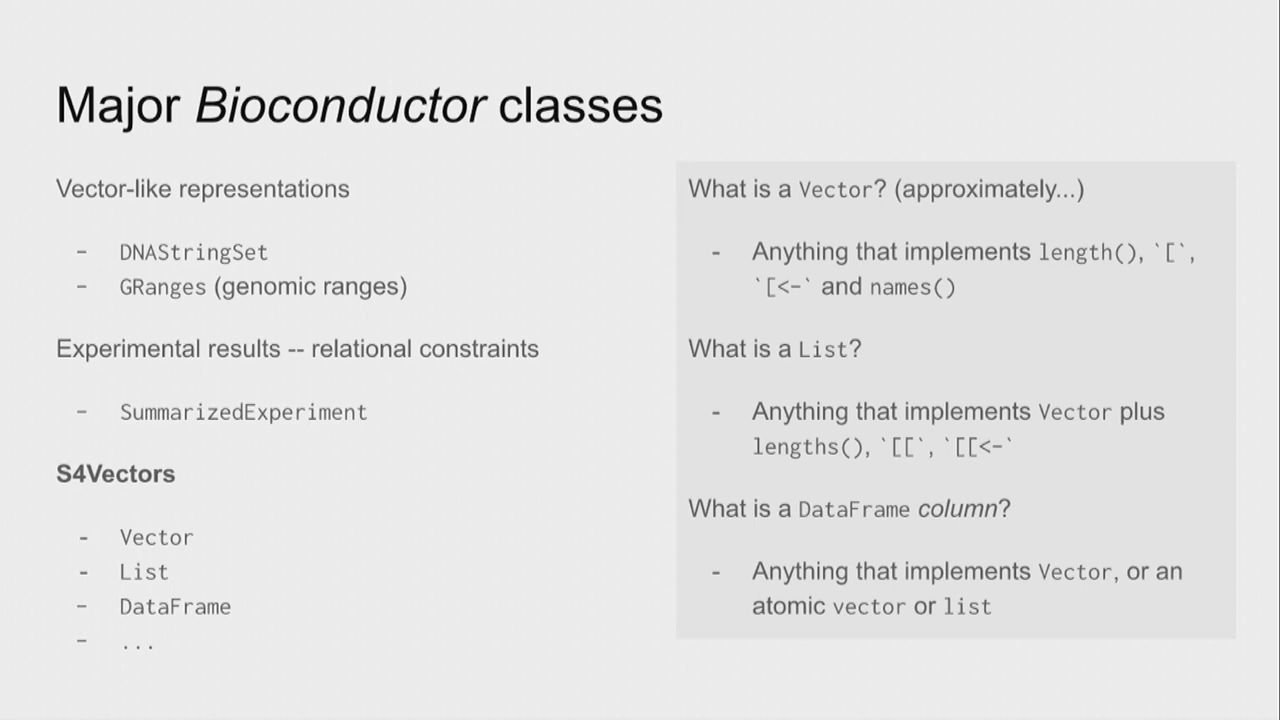 Major Bioconductor classes
Vector-like representations
- DNAStringSet
- GRanges (genomic ranges)
Experimental results -- relational constraints
- SummarizedExperiment
S4Vectors
- Vector
- List
- DataFrame
- ...
What is a Vector? (approximately...)
- Anything that implements length(), `[`,
`[<-` and names()
What is a List?
- Anything that implements Vector plus
lengths(), `[[`, `[[<-`
What is a DataFrame column?
- Anything that implements Vector, or an
atomic vector or list